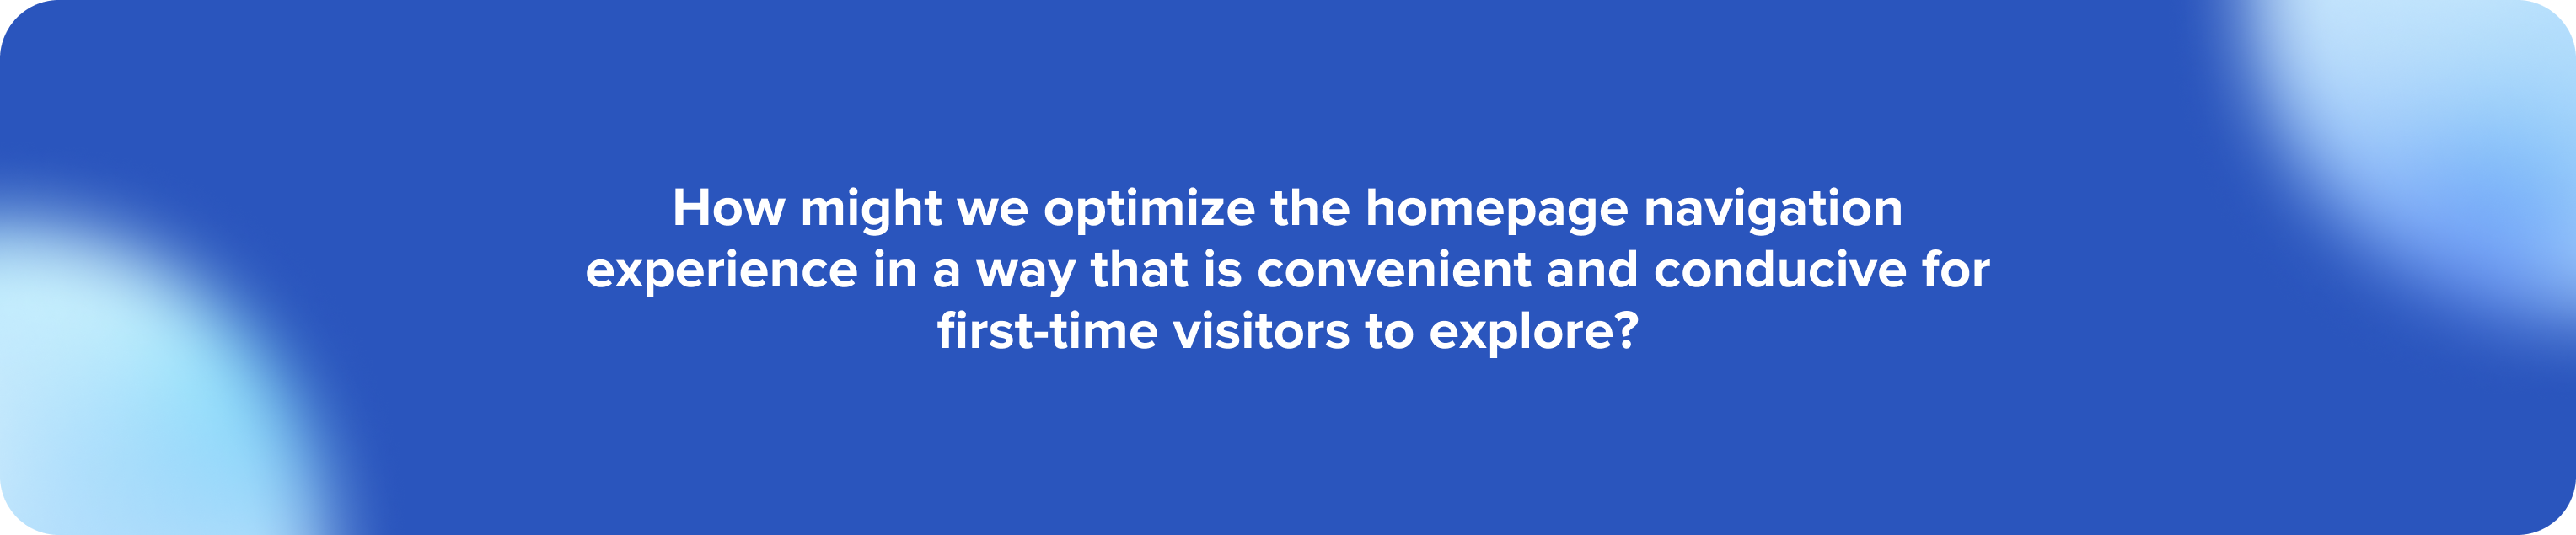 How might we optimize the homepage navigation
experience in a way that is convenient and conducive for
first-time visitors to explore?